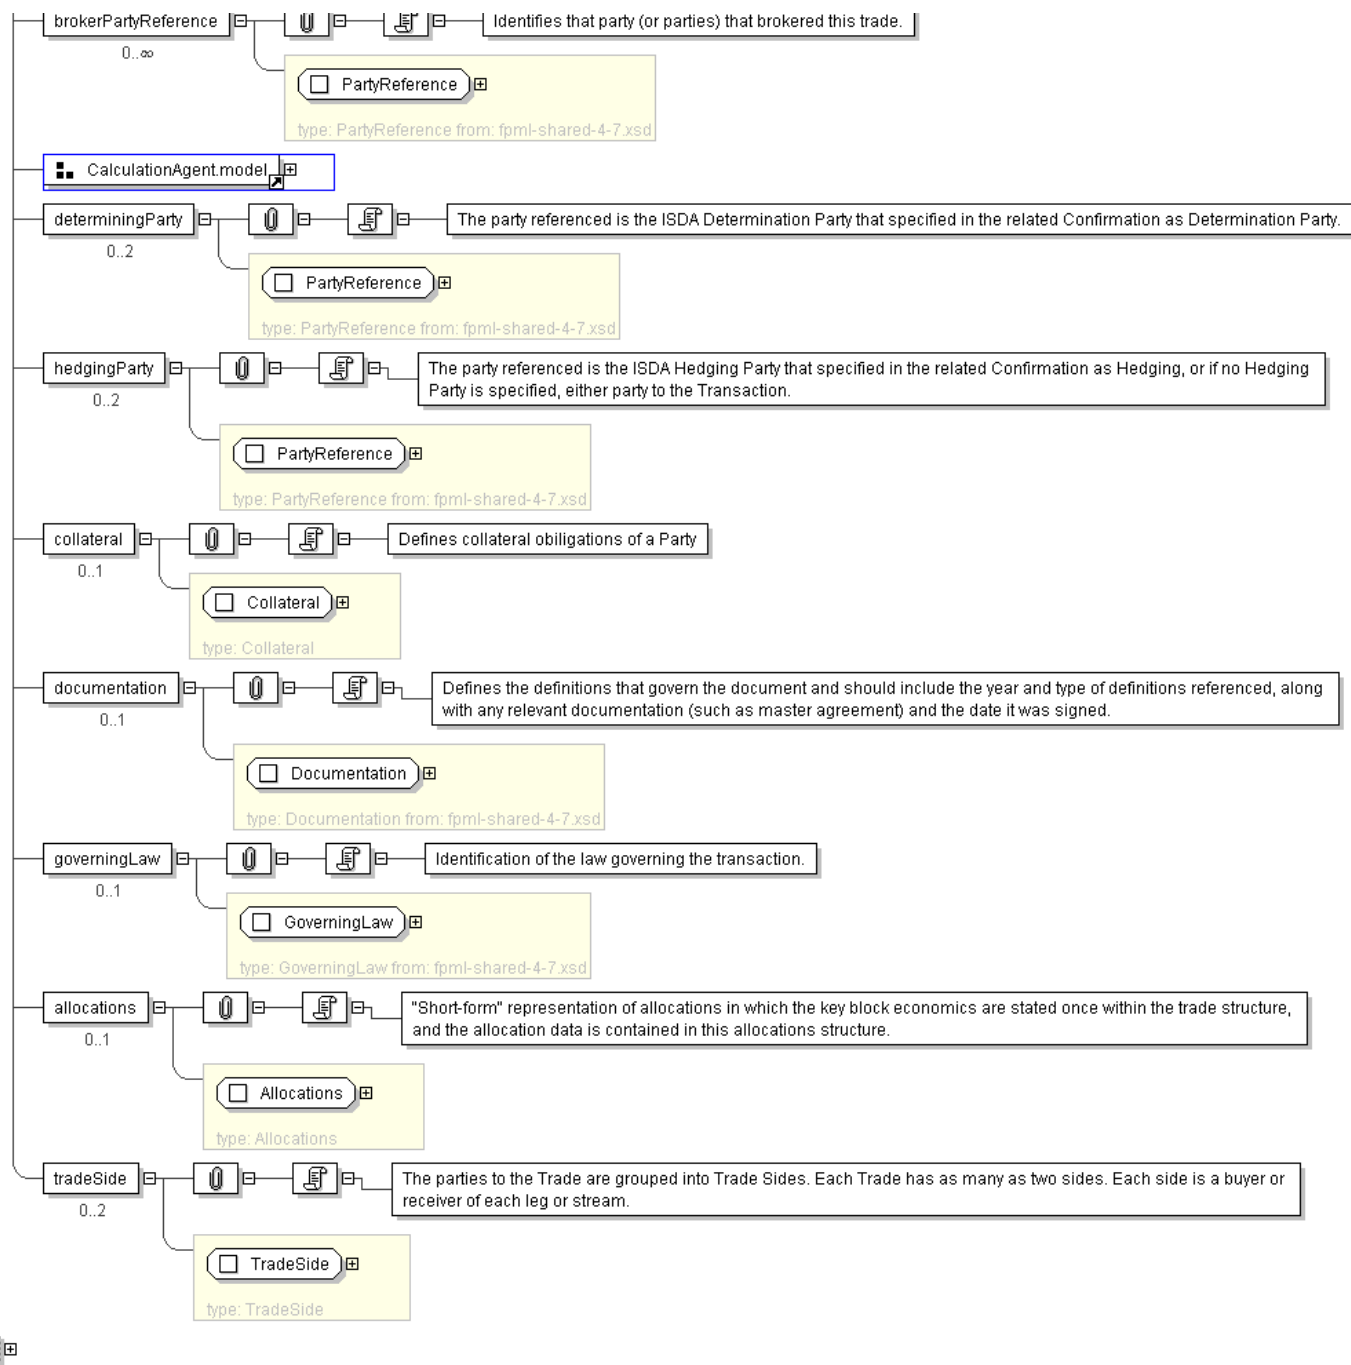 brokerPartyReference
Identifies that party (or parties) that brokered this trade.
0..∞
PartyReference
type: PartyReference from: fpml-shared-4-7.xsd
CalculationAgent.model
determiningParty
The party referenced is the ISDA Determination Party that specified in the related Confirmation as Determination Party.
0..2
PartyReference
type: PartyReference from: fpml-shared-4-7.xsd
hedgingParty
The party referenced is the ISDA Hedging Party that specified in the related Confirmation as Hedging, or if no Hedging
Party is specified, either party to the Transaction.
0..2
PartyReference
type: PartyReference from: fpml-shared-4-7.xsd
collateral
Defines collateral obiligations of a Party
0..1
Collateral
type: Collateral
documentation
Defines the definitions that govern the document and should include the year and type of definitions referenced, along
with any relevant documentation (such as master agreement) and the date it was signed.
0..1
Documentation
type: Documentation from: fpml-shared-4-7.xsd
governingLaw
Identification of the law governing the transaction.
0..1
GoverningLaw
type: GoverningLaw from: fpml-shared-4-7.xsd
allocations
"Short-form" representation of allocations in which the key block economics are stated once within the trade structure,
and the allocation data is contained in this allocations structure.
0..1
Allocations
type: Allocations
tradeSide
The parties to the Trade are grouped into Trade Sides. Each Trade has as many as two sides. Each side is a buyer or
receiver of each leg or stream.
0..2
TradeSide
type: TradeSide